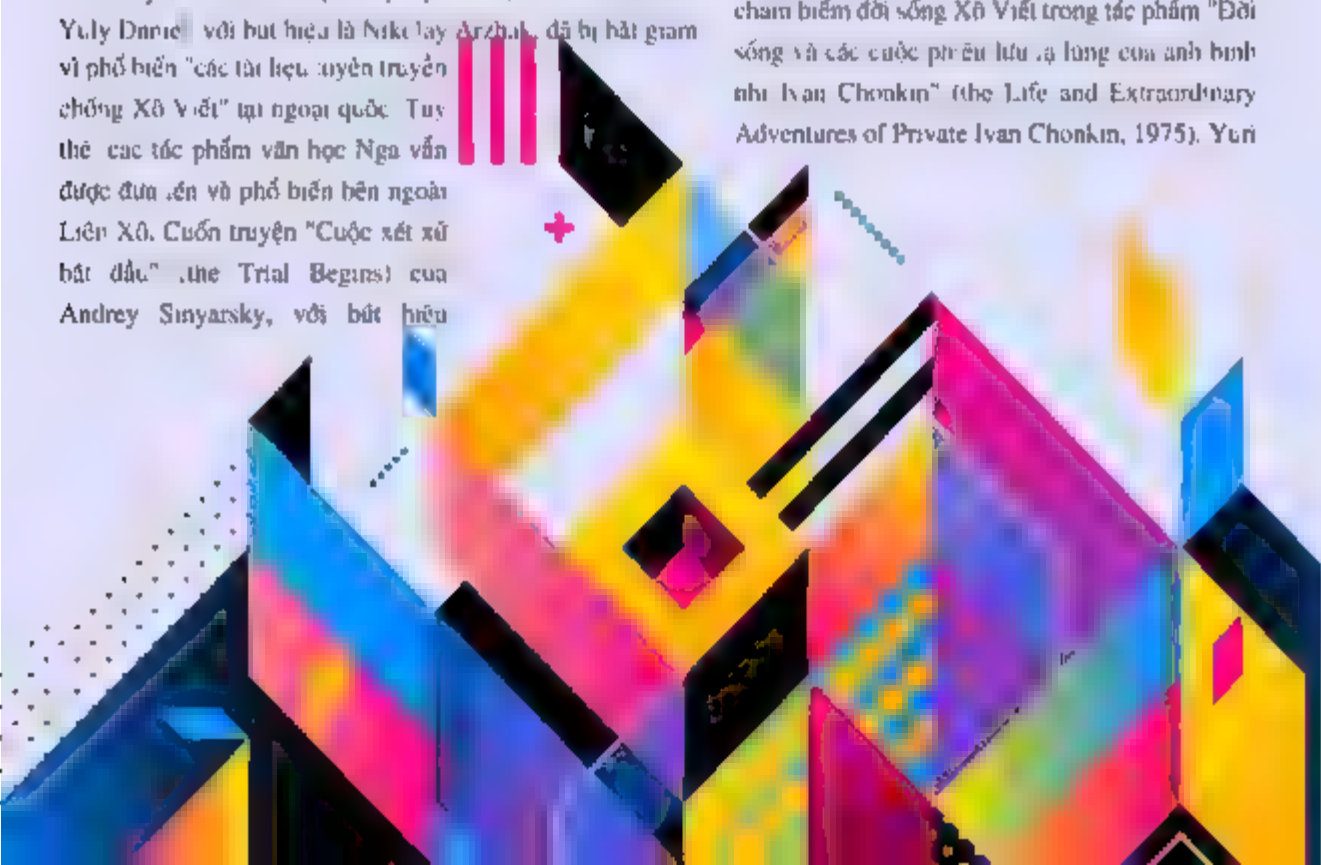 Yuly Daniel với bút hiệu là Nikolay Arzhak, đã bị bắt giam
vì phổ biến "các tài liệu tuyên truyền
chống Xô Viết" tại ngoại quốc Tuy
thế các tác phẩm văn học Nga vẫn
được đưa lén và phổ biến bên ngoài
Liên Xô. Cuốn truyện "Cuộc xét xử
bắt đầu" (the Trial Begins) của
Andrey Sinyarsky, với bút hiệu
châm biếm đời sống Xô Viết trong tác phẩm "Đời
sống và các cuộc phiêu lưu lạ lùng của anh binh
nhì Ivan Chonkin" (the Life and Extraordinary
Adventures of Private Ivan Chonkin, 1975). Yuri